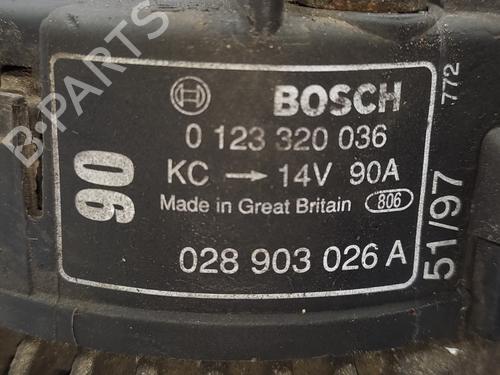 B-PARTS
BOSCH
0 123 320 036
KC → 14V 90A
Made in Great Britain 806
028 903 026 A
90
51/97
772